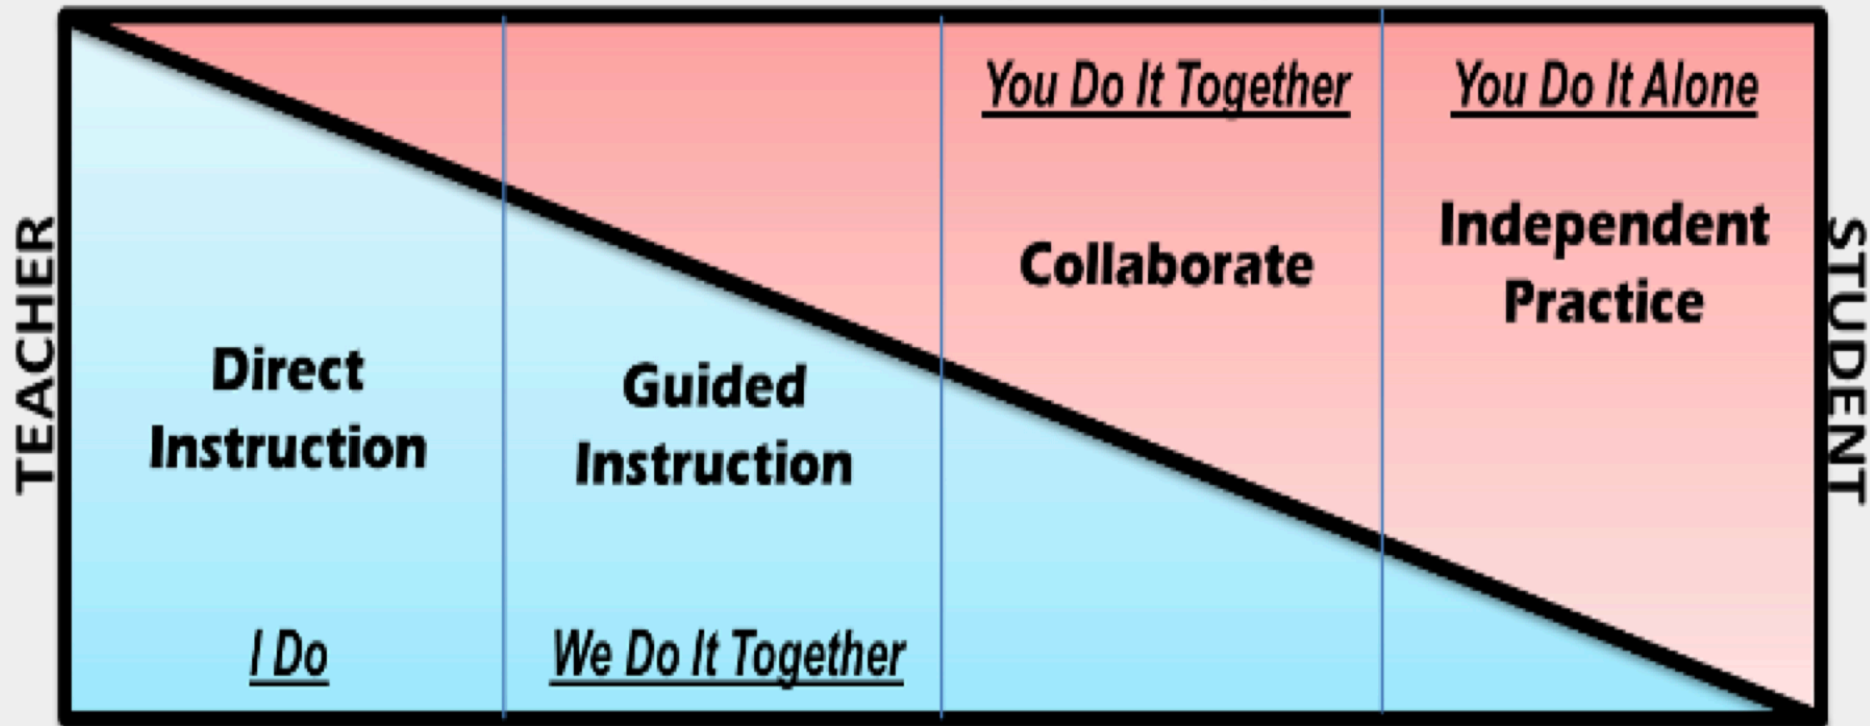 TEACHER
Direct
Instruction
I Do
Guided
Instruction
We Do It Together
You Do It Together
Collaborate
You Do It Alone
Independent
Practice
STUDENT